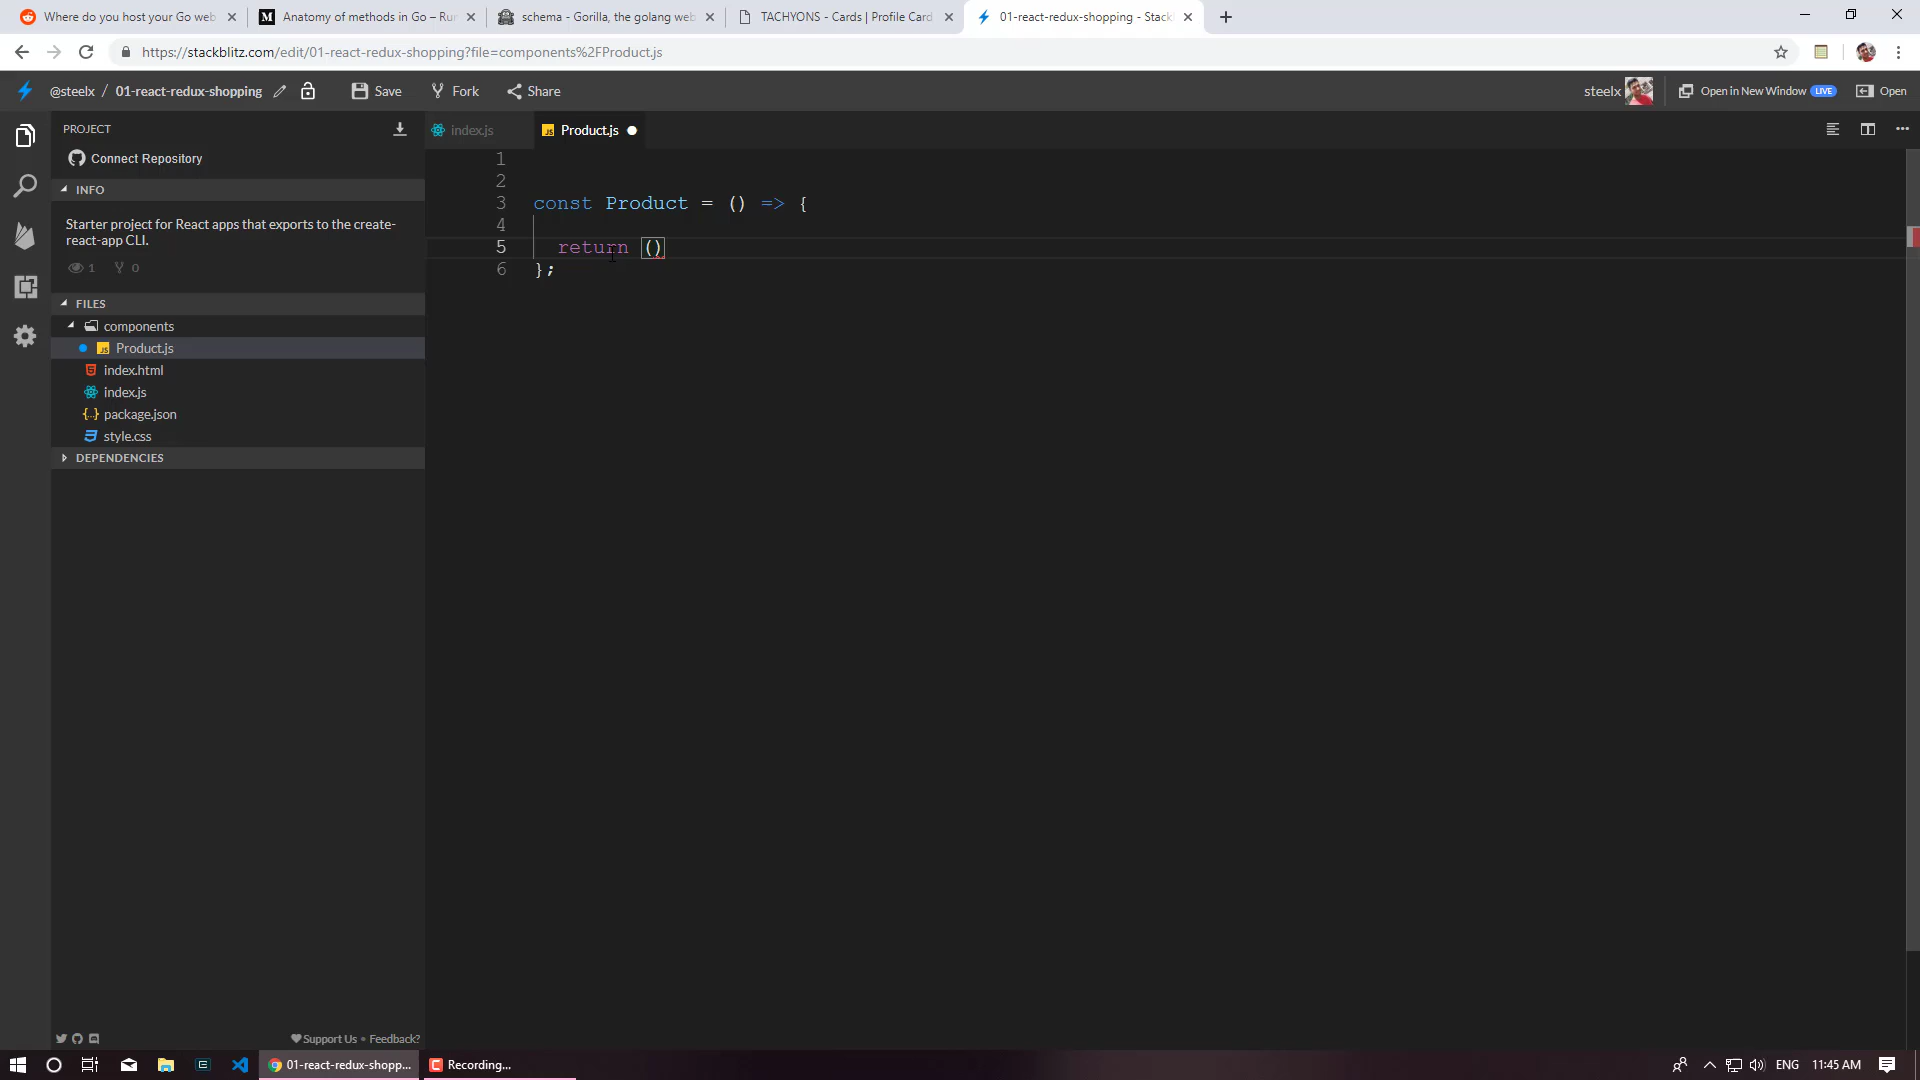 Where do you host your Go web
Anatomy of methods in Go – Rur
schema - Gorilla, the golang web
TACHYONS - Cards | Profile Card
01-react-redux-shopping - Stack
https://stackblitz.com/edit/01-react-redux-shopping?file=components%2FProduct.js
@steelx / 01-react-redux-shopping
Save
Fork
Share
steelx
Open in New Window LIVE
Open
PROJECT
Connect Repository
INFO
Starter project for React apps that exports to the create-
react-app CLI.
1
0
FILES
components
Product.js
index.html
index.js
package.json
style.css
DEPENDENCIES
index.js
Product.js
1
2
3 const Product = () => {
4
5 return ()
6 };
Support Us • Feedback?
01-react-redux-shopp...
Recording...
ENG
11:45 AM